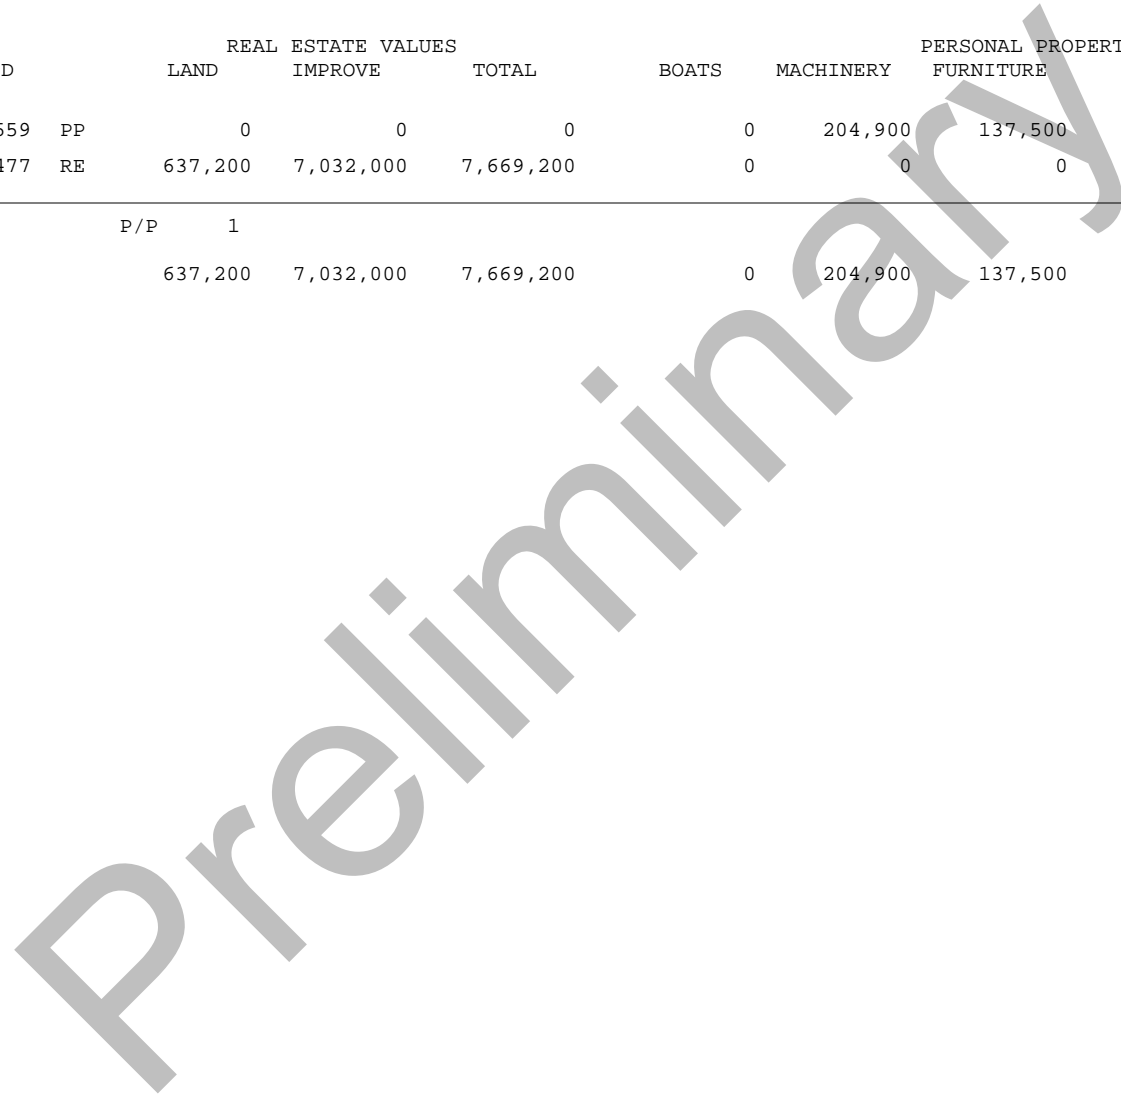 REAL ESTATE VALUES PERSONAL PROPERT
D LAND IMPROVE TOTAL BOATS MACHINERY FURNITURE
559 PP 0 0 0 0 204,900 137,500
477 RE 637,200 7,032,000 7,669,200 0 0 0
P/P 1
637,200 7,032,000 7,669,200 0 204,900 137,500
Preliminary